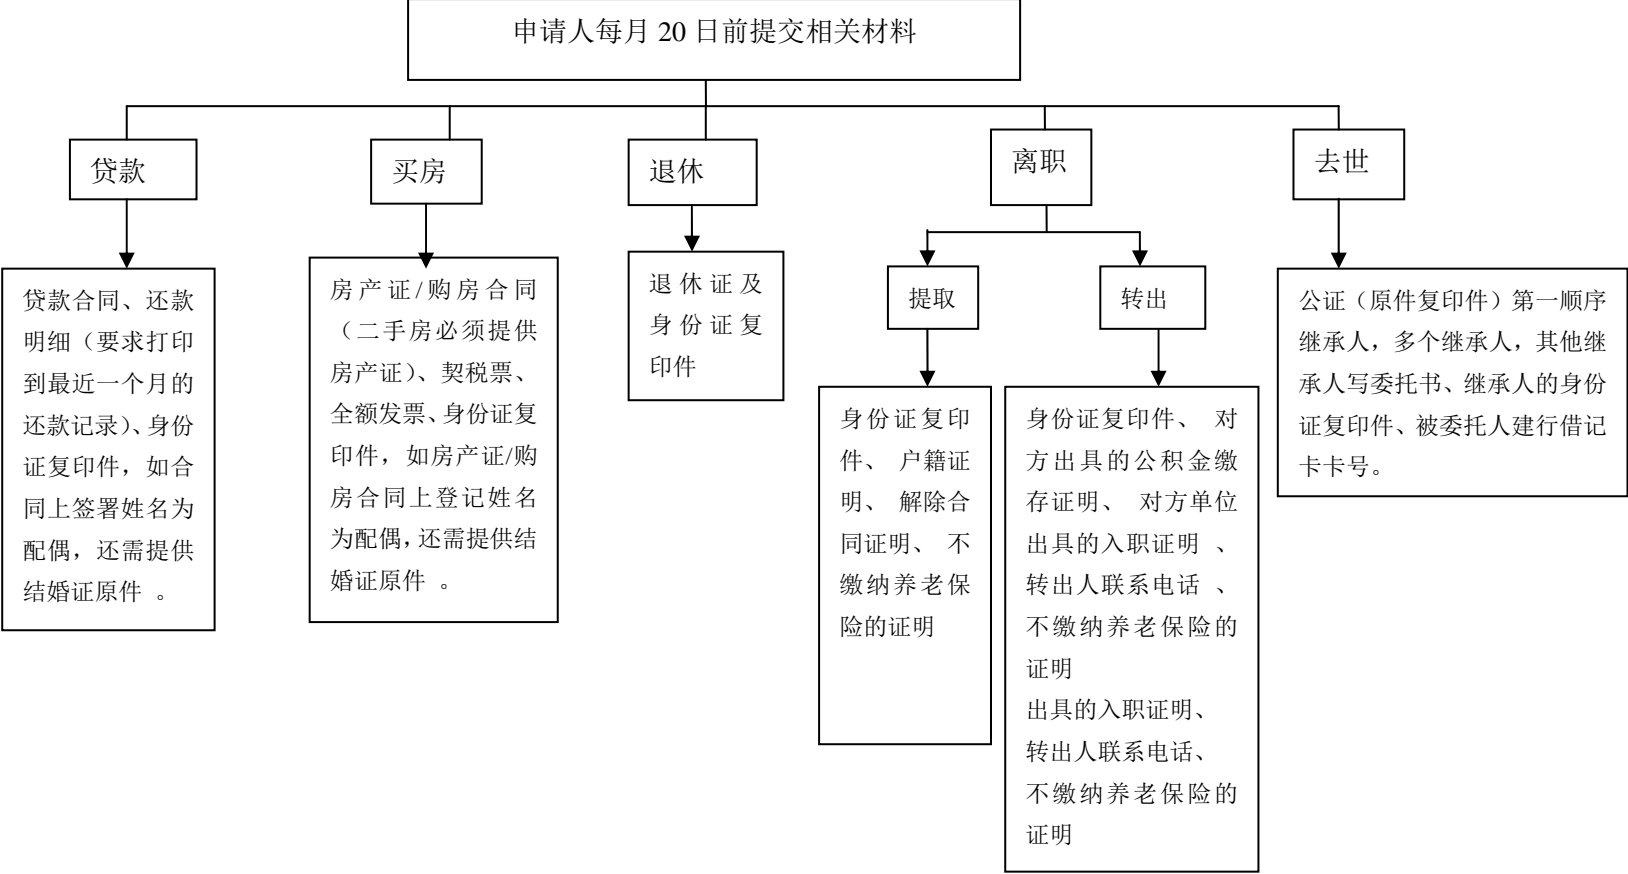 申请人每月 20 日前提交相关材料
贷款
买房
退休
离职
去世
贷款合同、还款
明细（要求打印
到最近一个月的
还款记录）、身份
证复印件，如合
同上签署姓名为
配偶，还需提供
结婚证原件 。
房产证/购房合同
（二手房必须提供
房产证）、契税票、
全额发票、身份证复
印件，如房产证/购
房合同上登记姓名
为配偶，还需提供结
婚证原件 。
退休证及
身份证复
印件
提取
转出
身份证复印
件、 户籍证
明、 解除合
同证明、 不
缴纳养老保
险的证明
身份证复印件、 对
方出具的公积金缴
存证明、 对方单位
出具的入职证明 、
转出人联系电话 、
不缴纳养老保险的
证明
出具的入职证明、
转出人联系电话、
不缴纳养老保险的
证明
公证（原件复印件）第一顺序
继承人，多个继承人，其他继
承人写委托书、继承人的身份
证复印件、被委托人建行借记
卡卡号。